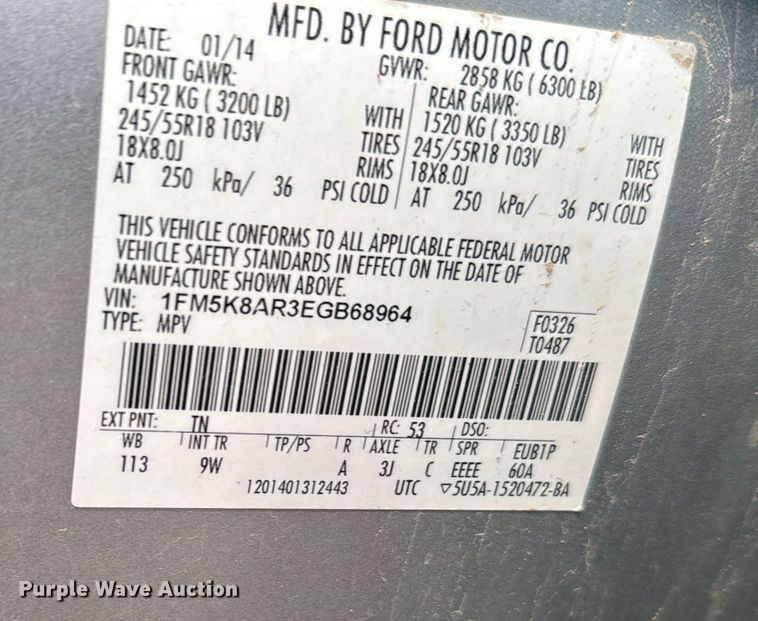 MFD. BY FORD MOTOR CO.
DATE: 01/14 GVWR: 2858 KG ( 6300 LB)
FRONT GAWR: REAR GAWR:
1452 KG ( 3200 LB) WITH 1520 KG ( 3350 LB) WITH
245/55R18 103V TIRES 245/55R18 103V TIRES
18X8.0J RIMS 18X8.0J RIMS
AT 250 kPa/ 36 PSI COLD AT 250 kPa/ 36 PSI COLD
THIS VEHICLE CONFORMS TO ALL APPLICABLE FEDERAL MOTOR
VEHICLE SAFETY STANDARDS IN EFFECT ON THE DATE OF
MANUFACTURE SHOWN ABOVE.
VIN: 1FM5K8AR3EGB68964
TYPE: MPV F0326
T0487
EXT PNT: TN RC: 53 DSO:
WB INT TR TP/PS R AXLE TR SPR EUB1P
113 9W A 3J C EEEE 60A
1201401312443 UTC ▽5U5A-1520472-BA
Purple Wave Auction